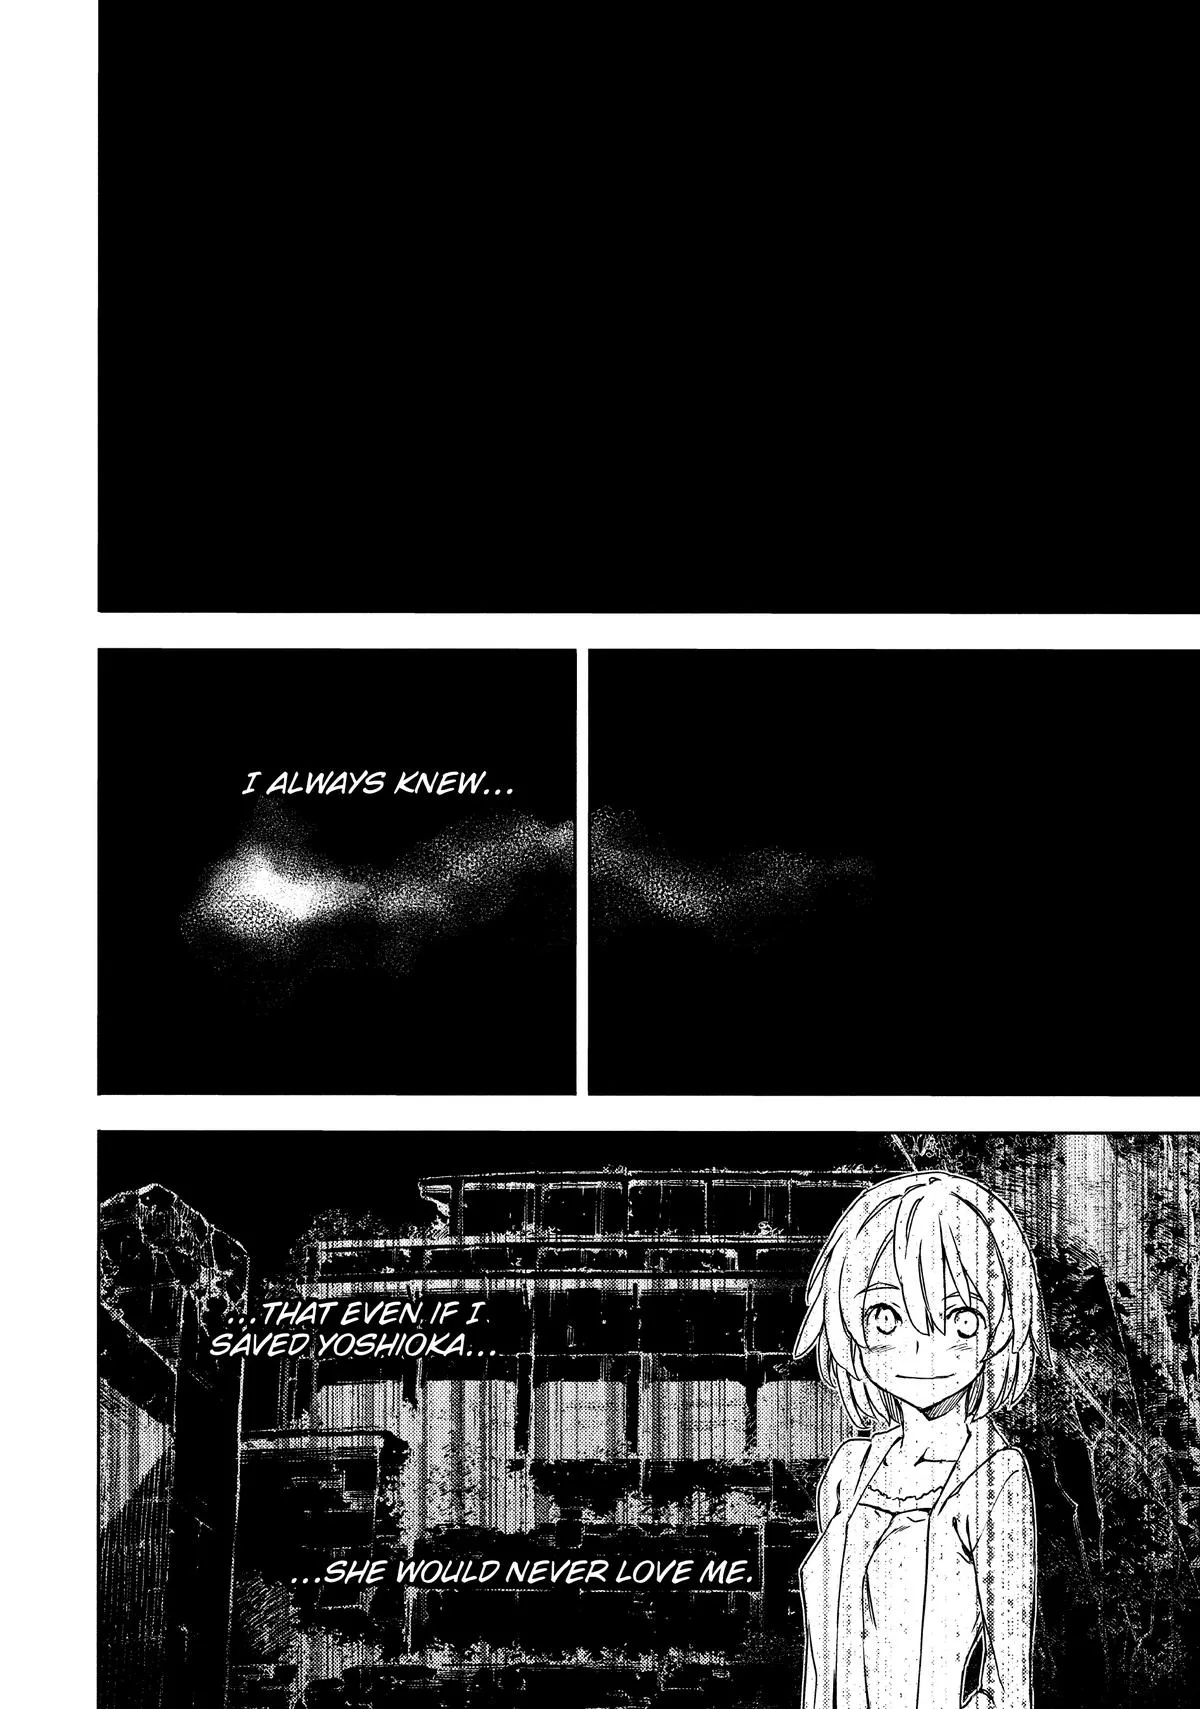 I ALWAYS KNEW...
...THAT EVEN IF I
SAVED YOSHIOKA...
...SHE WOULD NEVER LOVE ME.